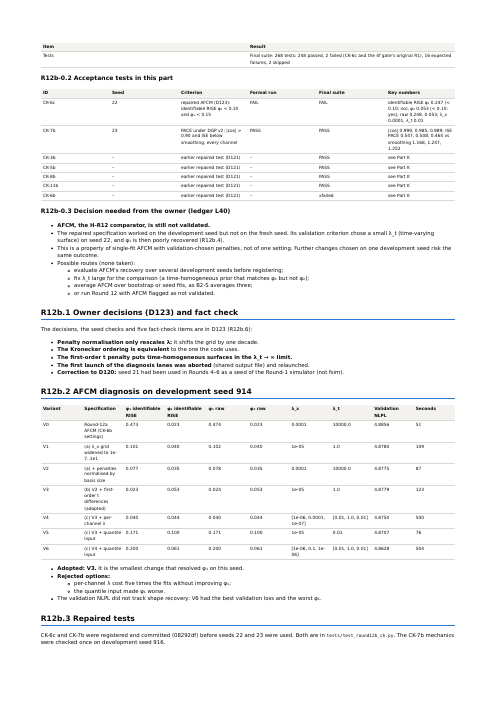 Item Result
Tests Final suite: 268 tests: 248 passed, 2 failed (CK-6c and the 4f gate's original R1), 16 expected
failures, 2 skipped
R12b-0.2 Acceptance tests in this part
ID Seed Criterion Formal run Final suite Key numbers
CK-6c 22 repaired AFCM (D123): identifiable RISE φ₁ < 0.10 and φ₂ < 0.15 FAIL FAIL identifiable RISE φ₁ 0.247 (< 0.10: no), φ₂ 0.053 (< 0.10: yes); raw 0.248, 0.053; λ_x 0.0001, λ_t 0.01
CK-7b 23 PACE under DGP v2: |cos| > 0.90 and ISE below smoothing, every channel PASS PASS |cos| 0.999, 0.985, 0.989; ISE PACE 0.547, 0.508, 0.464 vs smoothing 1.168, 1.247, 1.252
CK-3b – earlier repaired test (D121) – PASS see Part R
CK-5b – earlier repaired test (D121) – PASS see Part R
CK-8b – earlier repaired test (D121) – PASS see Part R
CK-11b – earlier repaired test (D121) – PASS see Part R
CK-6b – earlier repaired test (D121) – xfailed see Part R
R12b-0.3 Decision needed from the owner (ledger L40)
• AFCM, the H-R12 comparator, is still not validated.
• The repaired specification worked on the development seed but not on the fresh seed. Its validation criterion chose a small λ_t (time-varying
surface) on seed 22, and φ₁ is then poorly recovered (R12b.4).
• This is a property of single-fit AFCM with validation-chosen penalties, not of one setting. Further changes chosen on one development seed risk the
same outcome.
• Possible routes (none taken):
evaluate AFCM's recovery over several development seeds before registering;
fix λ_t large for the comparison (a time-homogeneous prior that matches φ₁ but not φ₂);
average AFCM over bootstrap or seed fits, as B2-S averages three;
or run Round 12 with AFCM flagged as not validated.
R12b.1 Owner decisions (D123) and fact check
The decisions, the seed checks and five fact-check items are in D123 (R12b.6):
• Penalty normalisation only rescales λ: it shifts the grid by one decade.
• The Kronecker ordering is equivalent to the one the code uses.
• The first-order t penalty puts time-homogeneous surfaces in the λ_t → ∞ limit.
• The first launch of the diagnosis lanes was aborted (shared output file) and relaunched.
• Correction to D120: seed 21 had been used in Rounds 4–6 as a seed of the Round-1 simulator (not fsim).
R12b.2 AFCM diagnosis on development seed 914
Variant Specification φ₁ identifiable RISE φ₂ identifiable RISE φ₁ raw φ₂ raw λ_x λ_t Validation NLPL Seconds
V0 Round-12a AFCM (CK-6b settings) 0.473 0.023 0.474 0.023 0.0001 10000.0 4.8856 51
V1 (a) λ_x grid widened to 1e-7..1e1 0.101 0.040 0.102 0.040 1e-05 1.0 4.8780 109
V2 (a) + penalties normalised by basis size 0.077 0.035 0.078 0.035 0.0001 10000.0 4.8775 87
V3 (b) V2 + first-order t differences (adopted) 0.023 0.053 0.024 0.053 1e-05 1.0 4.8779 123
V4 (c) V3 + per-channel λ 0.040 0.044 0.040 0.044 [1e-06, 0.0001, 1e-07] [0.01, 1.0, 0.01] 4.8750 500
V5 (c) V3 + quantile input 0.171 0.100 0.171 0.100 1e-05 0.01 4.8707 76
V6 (c) V4 + quantile input 0.200 0.061 0.200 0.061 [1e-06, 0.1, 1e-06] [0.01, 1.0, 0.01] 4.8628 504
• Adopted: V3. It is the smallest change that resolved φ₁ on this seed.
• Rejected options:
per-channel λ cost five times the fits without improving φ₁;
the quantile input made φ₁ worse.
• The validation NLPL did not track shape recovery: V6 had the best validation loss and the worst φ₁.
R12b.3 Repaired tests
CK-6c and CK-7b were registered and committed (08292df) before seeds 22 and 23 were used. Both are in tests/test_round12b_ck.py. The CK-7b mechanics
were checked once on development seed 916.